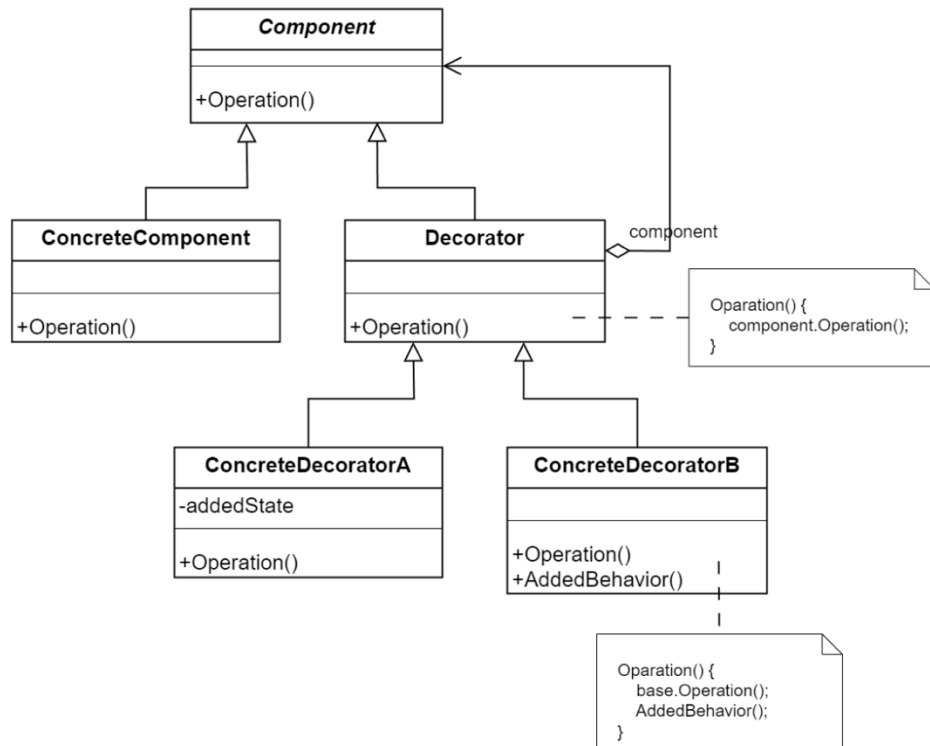 Component
+Operation()
ConcreteComponent
+Operation()
Decorator
+Operation()
component
Oparation() {
component.Operation();
}
ConcreteDecoratorA
-addedState
+Operation()
ConcreteDecoratorB
+Operation()
+AddedBehavior()
Oparation() {
base.Operation();
AddedBehavior();
}